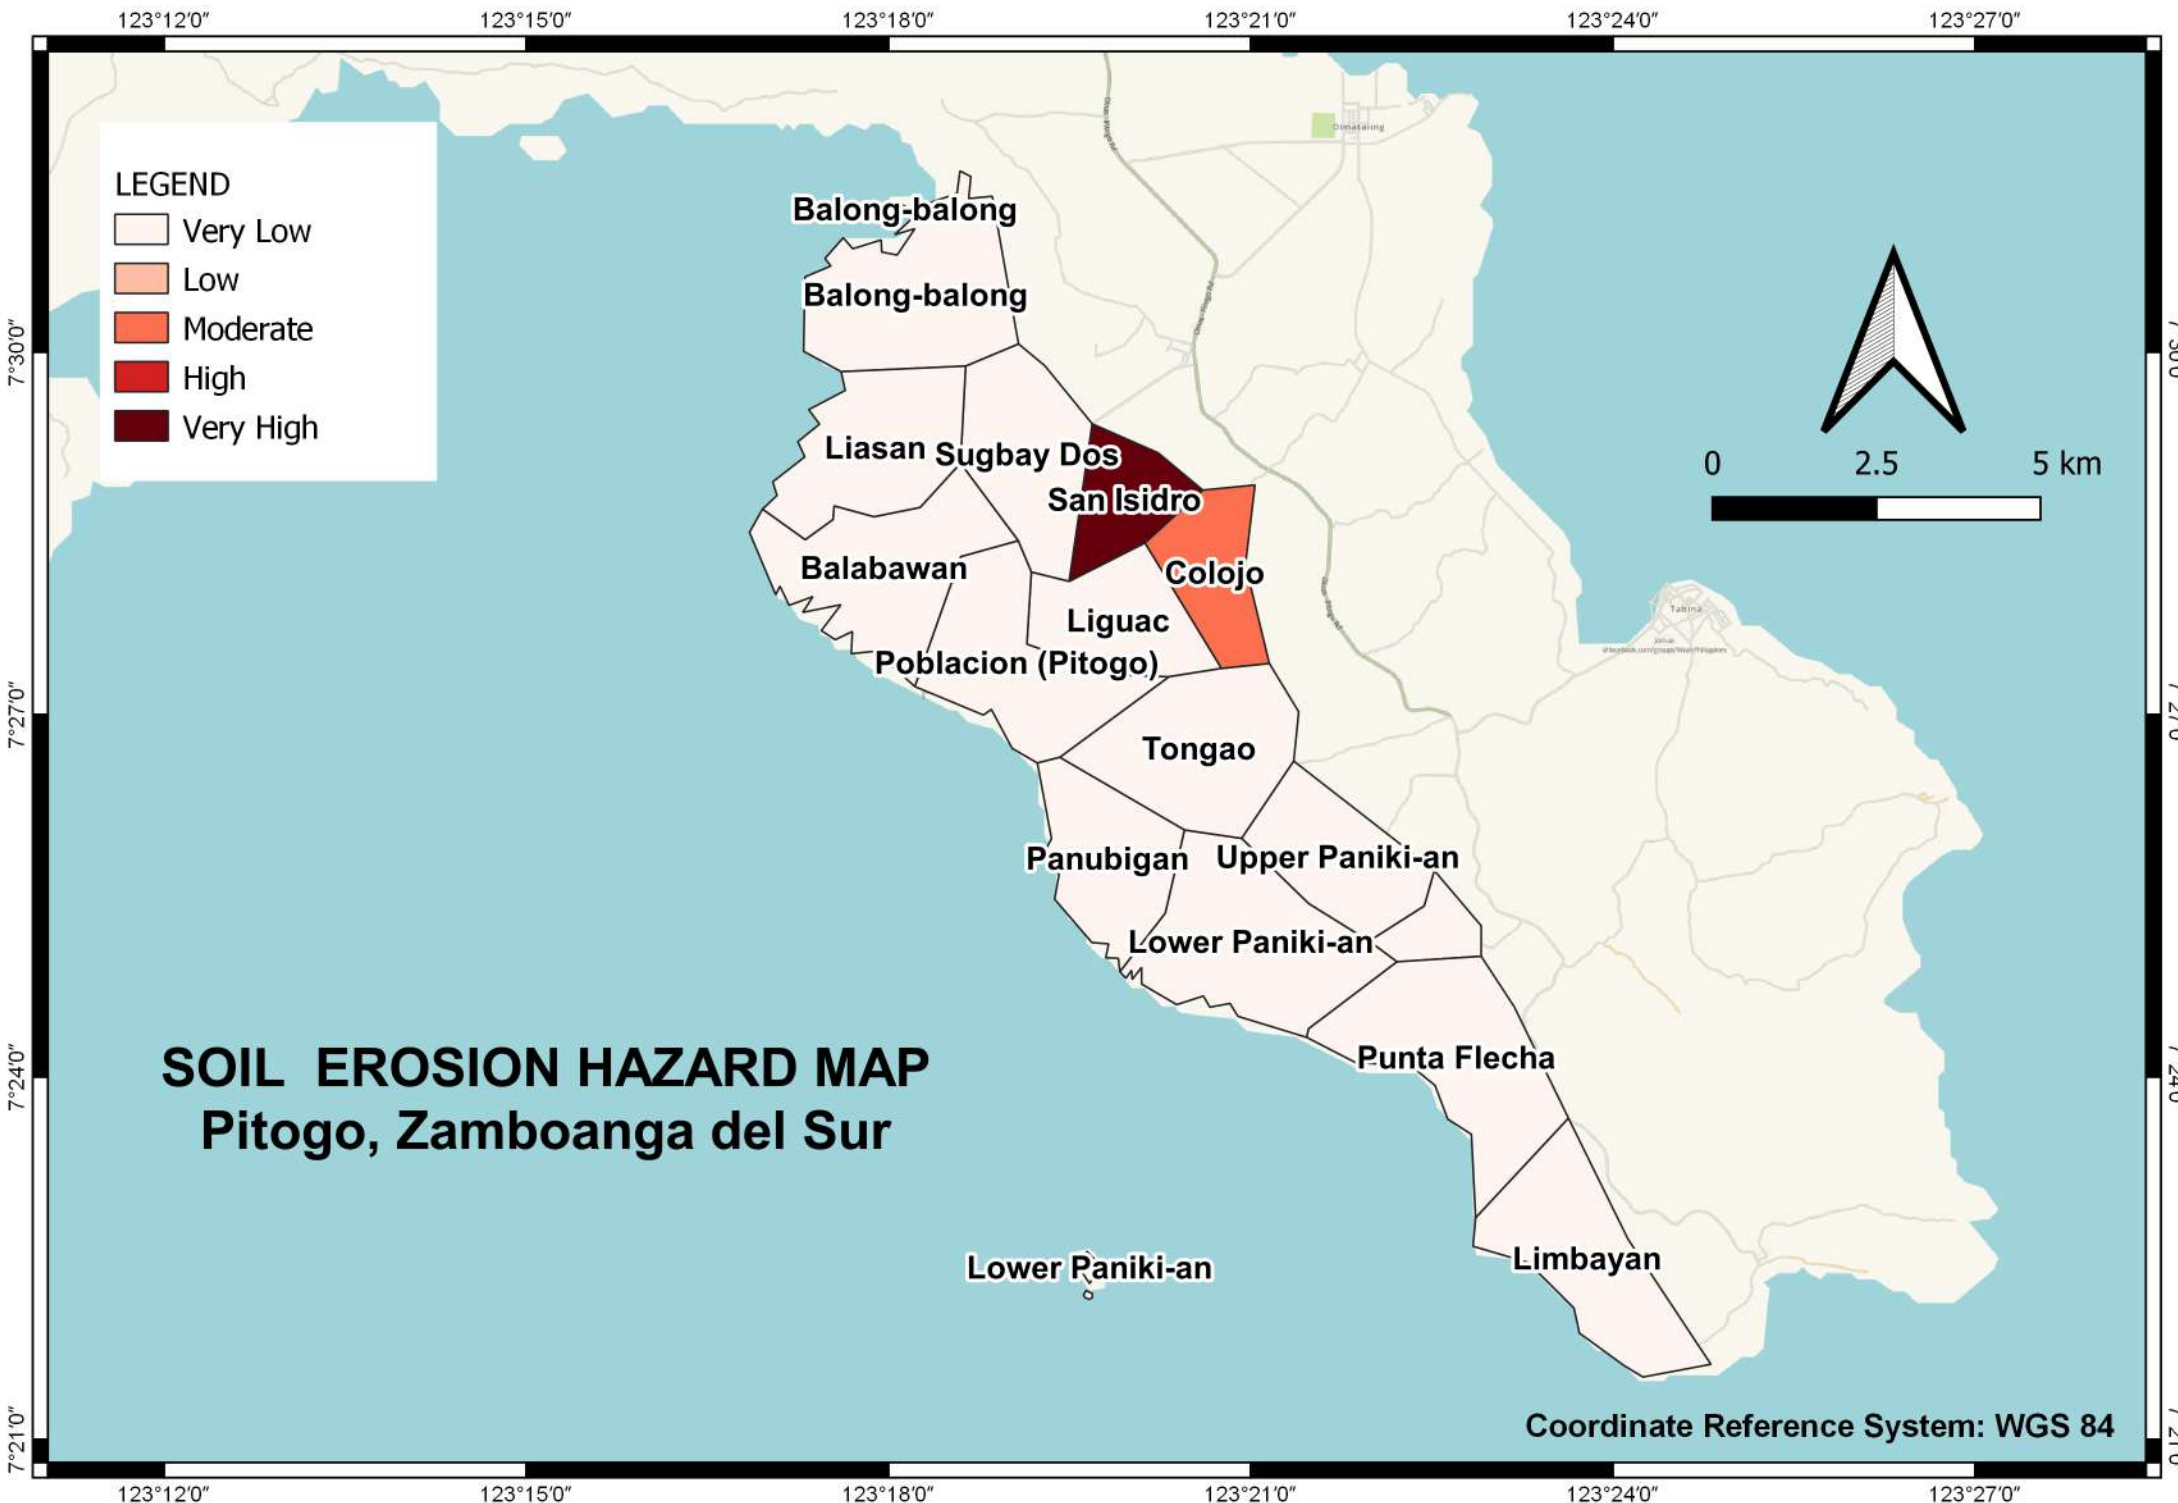 123°12′0″ 123°15′0″ 123°18′0″ 123°21′0″ 123°24′0″ 123°27′0″
Dimataling
LEGEND
Very Low
Low
Moderate
High
Very High
Balong-balong
Balong-balong
7°30′0″
Liasan
Sugbay Dos
San Isidro
0 2.5 5 km
Balabawan
Colojo
Liguac
Tabina
Poblacion (Pitogo)
7°27′0″
Tongao
Panubigan
Upper Paniki-an
Lower Paniki-an
7°24′0″
Punta Flecha
SOIL EROSION HAZARD MAP
Pitogo, Zamboanga del Sur
Lower Paniki-an
Limbayan
7°21′0″
Coordinate Reference System: WGS 84
123°12′0″ 123°15′0″ 123°18′0″ 123°21′0″ 123°24′0″ 123°27′0″